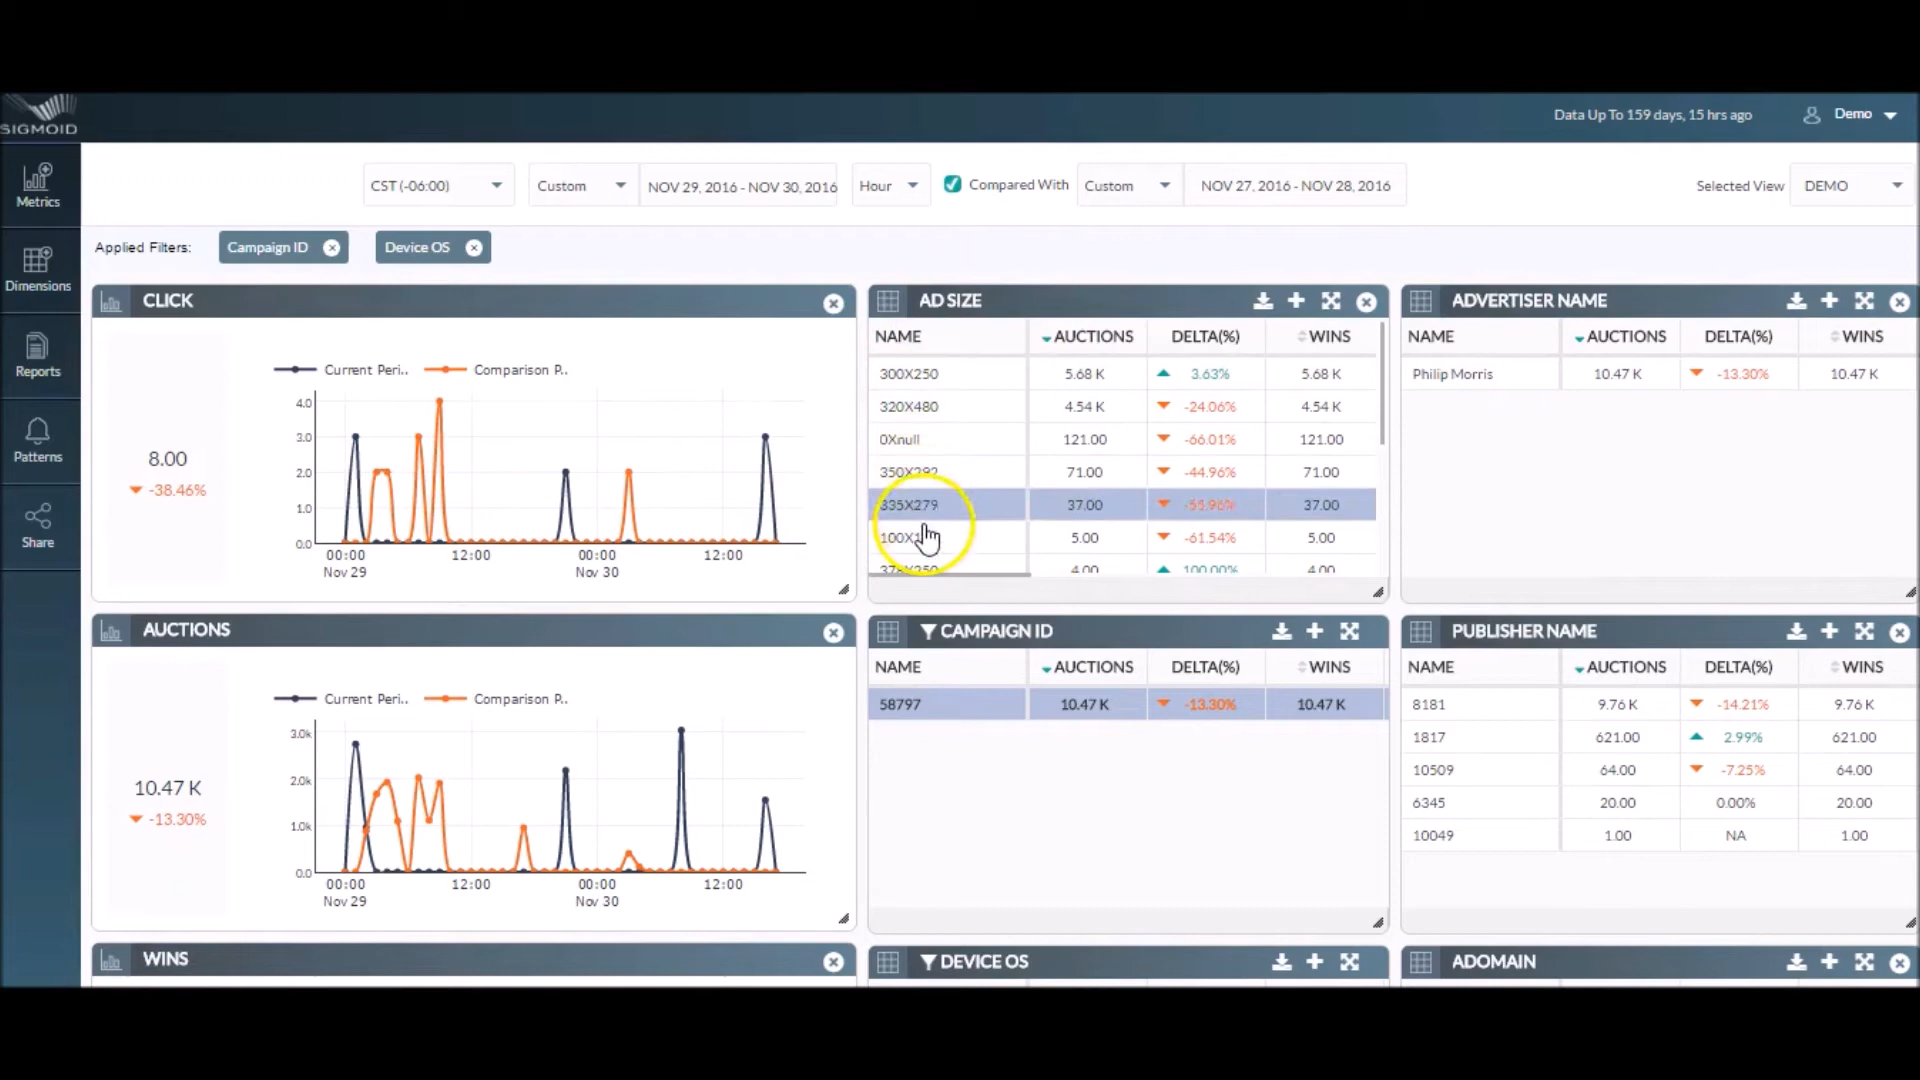 SIGMOID
Data Up To 159 days, 15 hrs ago
Demo
Metrics
Dimensions
Reports
Patterns
Share
CST (-06:00)
Custom
NOV 29, 2016 - NOV 30, 2016
Hour
Compared With
Custom
NOV 27, 2016 - NOV 28, 2016
Selected View
DEMO
Applied Filters:
Campaign ID
Device OS
CLICK
8.00
-38.46%
Current Peri..
Comparison P..
4.0
3.0
2.0
1.0
0.0
00:00 12:00 00:00 12:00
Nov 29 Nov 30
AD SIZE
NAME AUCTIONS DELTA(%) WINS
300X250 5.68 K 3.63% 5.68 K
320X480 4.54 K -24.06% 4.54 K
0Xnull 121.00 -66.01% 121.00
350X292 71.00 -44.96% 71.00
335X279 37.00 -55.96% 37.00
5.00 -61.54% 5.00
378X250 4.00 100.00% 4.00
ADVERTISER NAME
NAME AUCTIONS DELTA(%) WINS
Philip Morris 10.47 K -13.30% 10.47 K
AUCTIONS
10.47 K
-13.30%
Current Peri..
Comparison P..
3.0k
2.0k
1.0k
0.0
00:00 12:00 00:00 12:00
Nov 29 Nov 30
CAMPAIGN ID
NAME AUCTIONS DELTA(%) WINS
58797 10.47 K -13.30% 10.47 K
PUBLISHER NAME
NAME AUCTIONS DELTA(%) WINS
8181 9.76 K -14.21% 9.76 K
1817 621.00 2.99% 621.00
10509 64.00 -7.25% 64.00
6345 20.00 0.00% 20.00
10049 1.00 NA 1.00
WINS
DEVICE OS
ADOMAIN